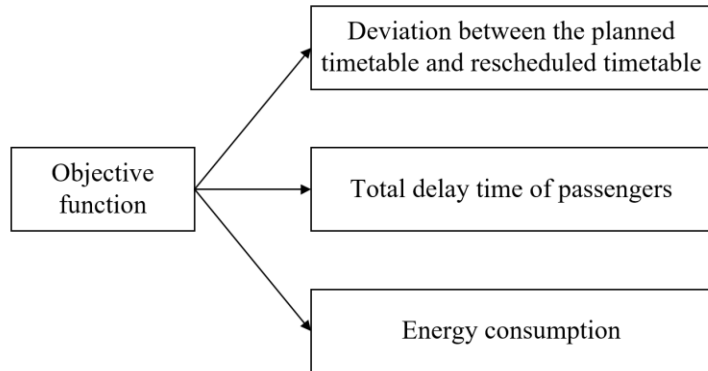 Deviation between the planned
timetable and rescheduled timetable
Objective
function
Total delay time of passengers
Energy consumption